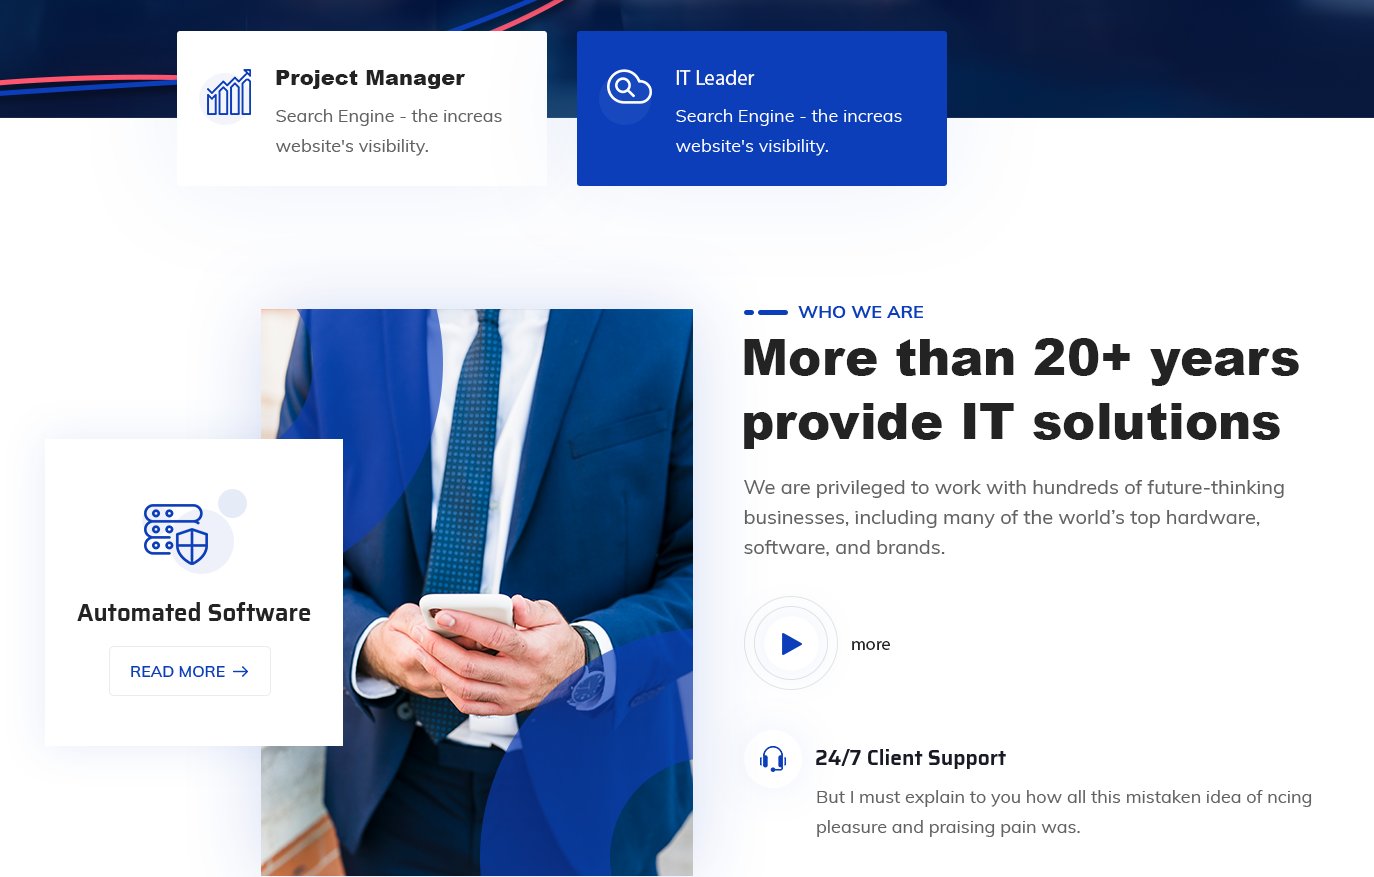 Project Manager
Search Engine - the increas
website's visibility.
IT Leader
Search Engine - the increas
website's visibility.
WHO WE ARE
More than 20+ years
provide IT solutions
We are privileged to work with hundreds of future-thinking
businesses, including many of the world’s top hardware,
software, and brands.
Automated Software
READ MORE
more
24/7 Client Support
But I must explain to you how all this mistaken idea of ncing
pleasure and praising pain was.